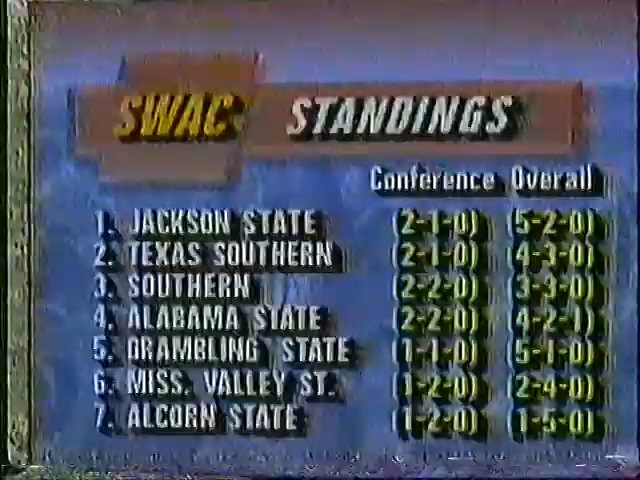 SWAC STANDINGS
Conference Overall
1. JACKSON STATE (2-1-0) (5-2-0)
2. TEXAS SOUTHERN (2-1-0) (4-3-0)
3. SOUTHERN (2-2-0) (3-3-0)
4. ALABAMA STATE (2-2-0) (4-2-1)
5. GRAMBLING STATE (1-1-0) (5-1-0)
6. MISS. VALLEY ST. (1-2-0) (2-4-0)
7. ALCORN STATE (1-2-0) (1-5-0)